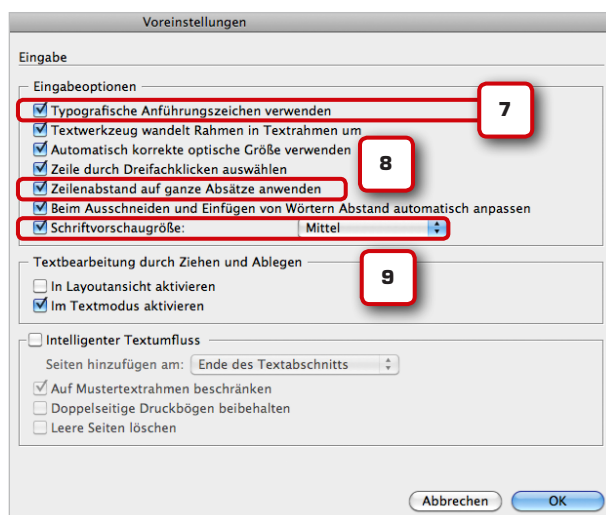 Voreinstellungen
Eingabe
Eingabeoptionen
Typografische Anführungszeichen verwenden
7
Textwerkzeug wandelt Rahmen in Textrahmen um
Automatisch korrekte optische Größe verwenden
8
Zeile durch Dreifachklicken auswählen
Zeilenabstand auf ganze Absätze anwenden
Beim Ausschneiden und Einfügen von Wörtern Abstand automatisch anpassen
Schriftvorschaugröße: Mittel
Textbearbeitung durch Ziehen und Ablegen
9
In Layoutansicht aktivieren
Im Textmodus aktivieren
Intelligenter Textumfluss
Seiten hinzufügen am: Ende des Textabschnitts
Auf Mustertextrahmen beschränken
Doppelseitige Druckbögen beibehalten
Leere Seiten löschen
Abbrechen OK